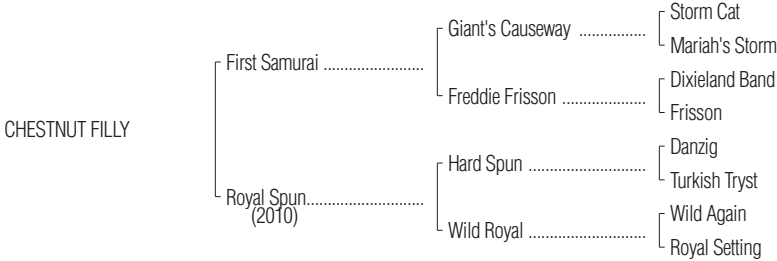 Storm Cat
Giant's Causeway ................
Mariah's Storm
First Samurai ........................
Dixieland Band
Freddie Frisson ....................
Frisson
CHESTNUT FILLY
Danzig
Hard Spun ............................
Turkish Tryst
Royal Spun............................
(2010)
Wild Again
Wild Royal ............................
Royal Setting